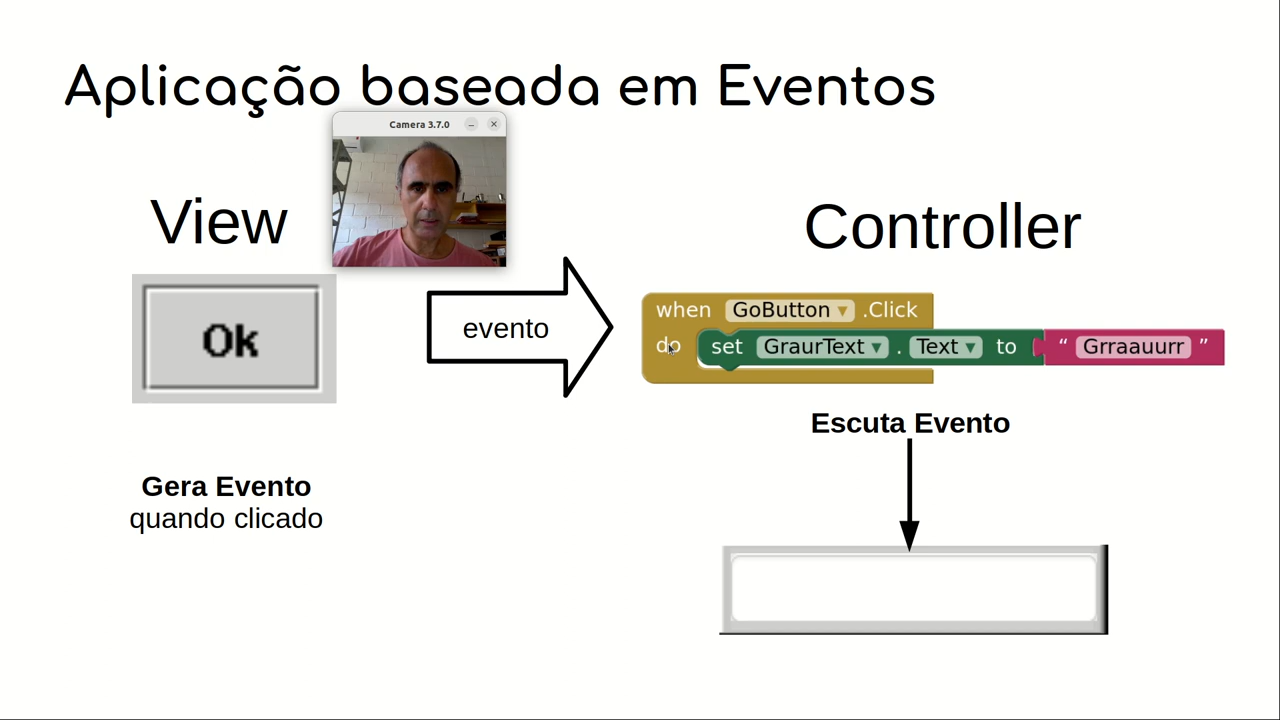 Aplicação baseada em Eventos
Camera 3.7.0
View
Controller
Ok
evento
when GoButton .Click
do set GraurText . Text to “ Grraauurr ”
Escuta Evento
Gera Evento
quando clicado